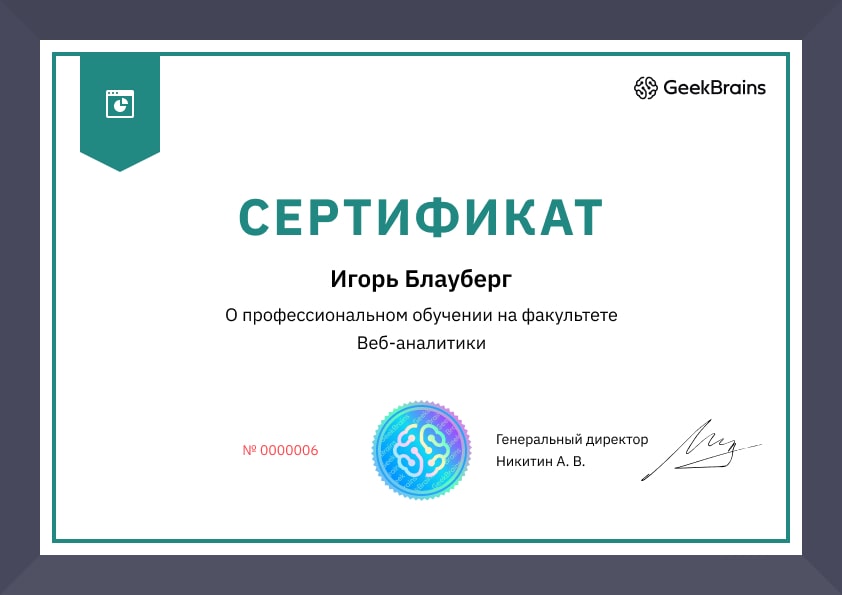 GeekBrains
СЕРТИФИКАТ
Игорь Блауберг
О профессиональном обучении на факультете
Веб-аналитики
№ 0000006
Генеральный директор
Никитин А. В.